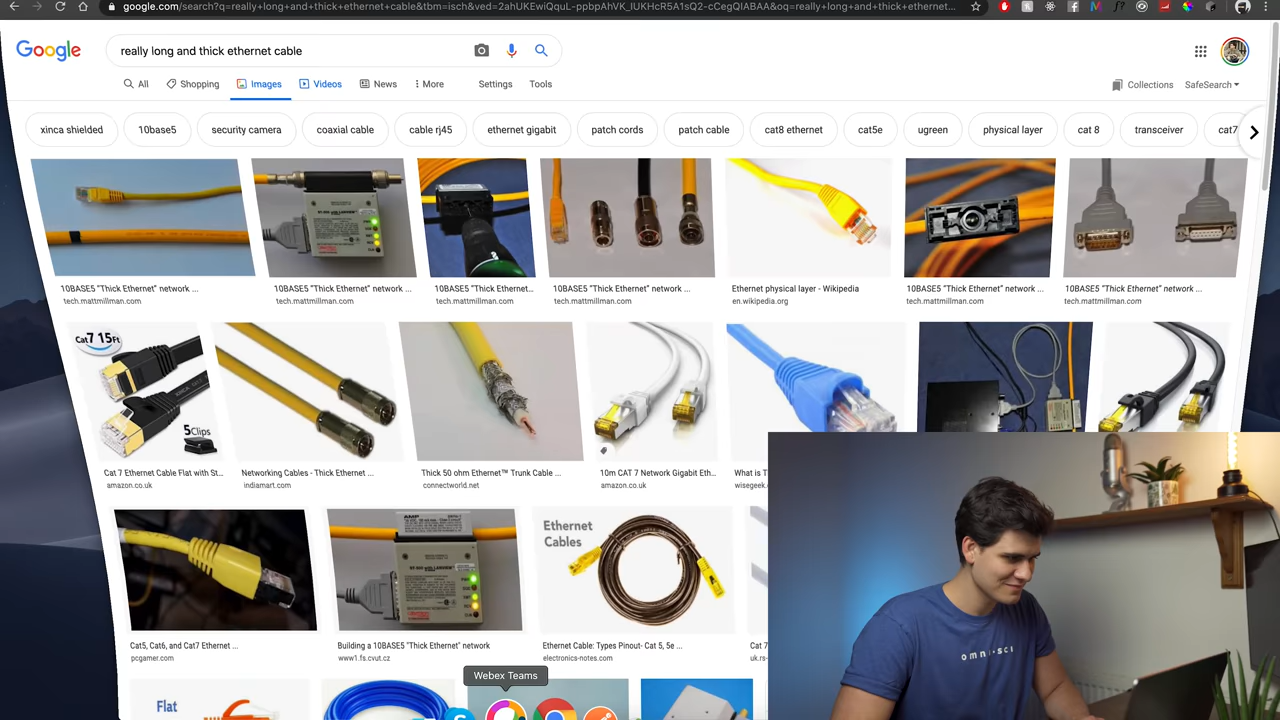 google.com/search?q=really+long+and+thick+ethernet+cable&tbm=isch&ved=2ahUKEwiQquL-ppbpAhVK_IUKHcR5A1sQ2-cCegQIABAA&oq=really+long+and+thick+ethernet...
Google
really long and thick ethernet cable
All Shopping Images Videos News More Settings Tools Collections SafeSearch
xinca shielded 10base5 security camera coaxial cable cable rj45 ethernet gigabit patch cords patch cable cat8 ethernet cat5e ugreen physical layer cat 8 transceiver cat7
10BASE5 "Thick Ethernet" network ...
tech.mattmillman.com
10BASE5 "Thick Ethernet" network ...
tech.mattmillman.com
10BASE5 "Thick Ethernet"...
tech.mattmillman.com
10BASE5 "Thick Ethernet" network ...
tech.mattmillman.com
Ethernet physical layer - Wikipedia
en.wikipedia.org
10BASE5 "Thick Ethernet" network ...
tech.mattmillman.com
10BASE5 "Thick Ethernet" network ...
tech.mattmillman.com
Cat7 15Ft
5Clips
Cat 7 Ethernet Cable Flat with St...
amazon.co.uk
Networking Cables - Thick Ethernet ...
indiamart.com
Thick 50 ohm Ethernet™ Trunk Cable ...
connectworld.net
10m CAT 7 Network Gigabit Eth...
amazon.co.uk
What is T
wisegeek.
AMP
Ethernet
Cables
Cat5, Cat6, and Cat7 Ethernet ...
pcgamer.com
Building a 10BASE5 "Thick Ethernet" network
www1.fs.cvut.cz
Ethernet Cable: Types Pinout- Cat 5, 5e ...
electronics-notes.com
Cat 7
uk.rs-
Webex Teams
Flat
omni·sci